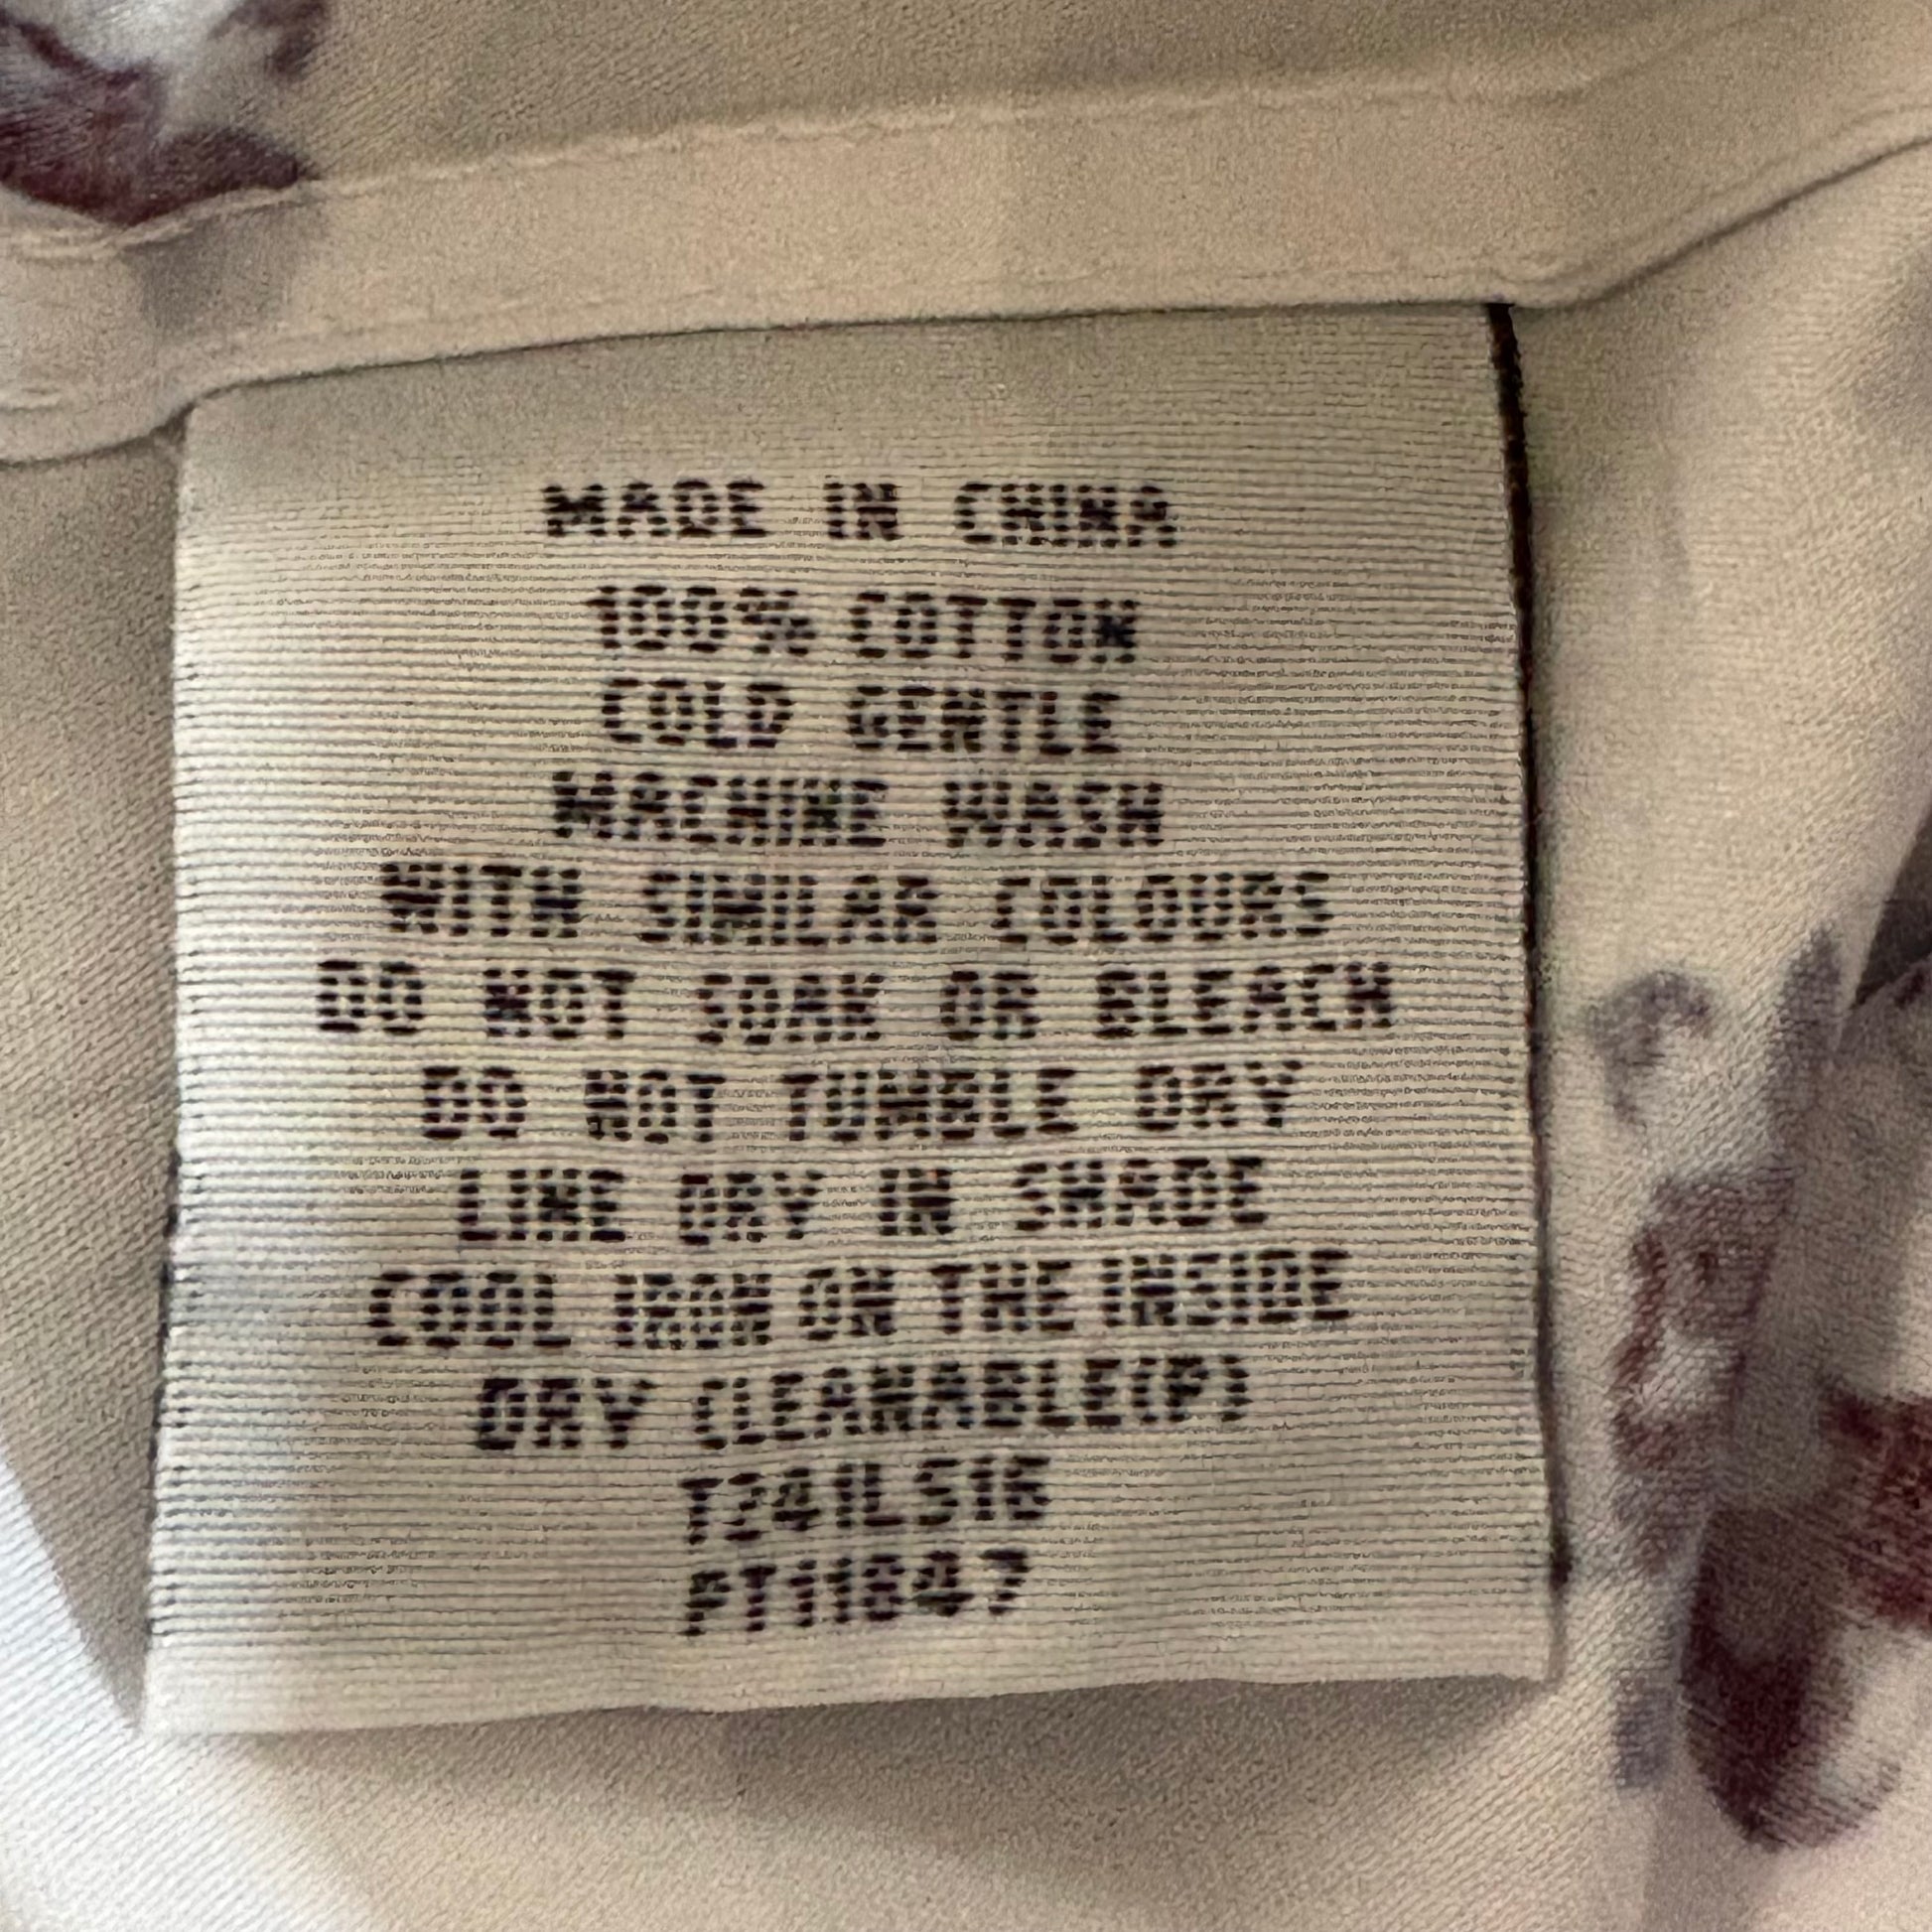 MADE IN CHINA
100% COTTON
COLD GENTLE
MACHINE WASH
WITH SIMILAR COLOURS
DO NOT SOAK OR BLEACH
DO NOT TUMBLE DRY
LINE DRY IN SHADE
COOL IRON ON THE INSIDE
DRY CLEANABLE(P)
T241LS16
PT11847